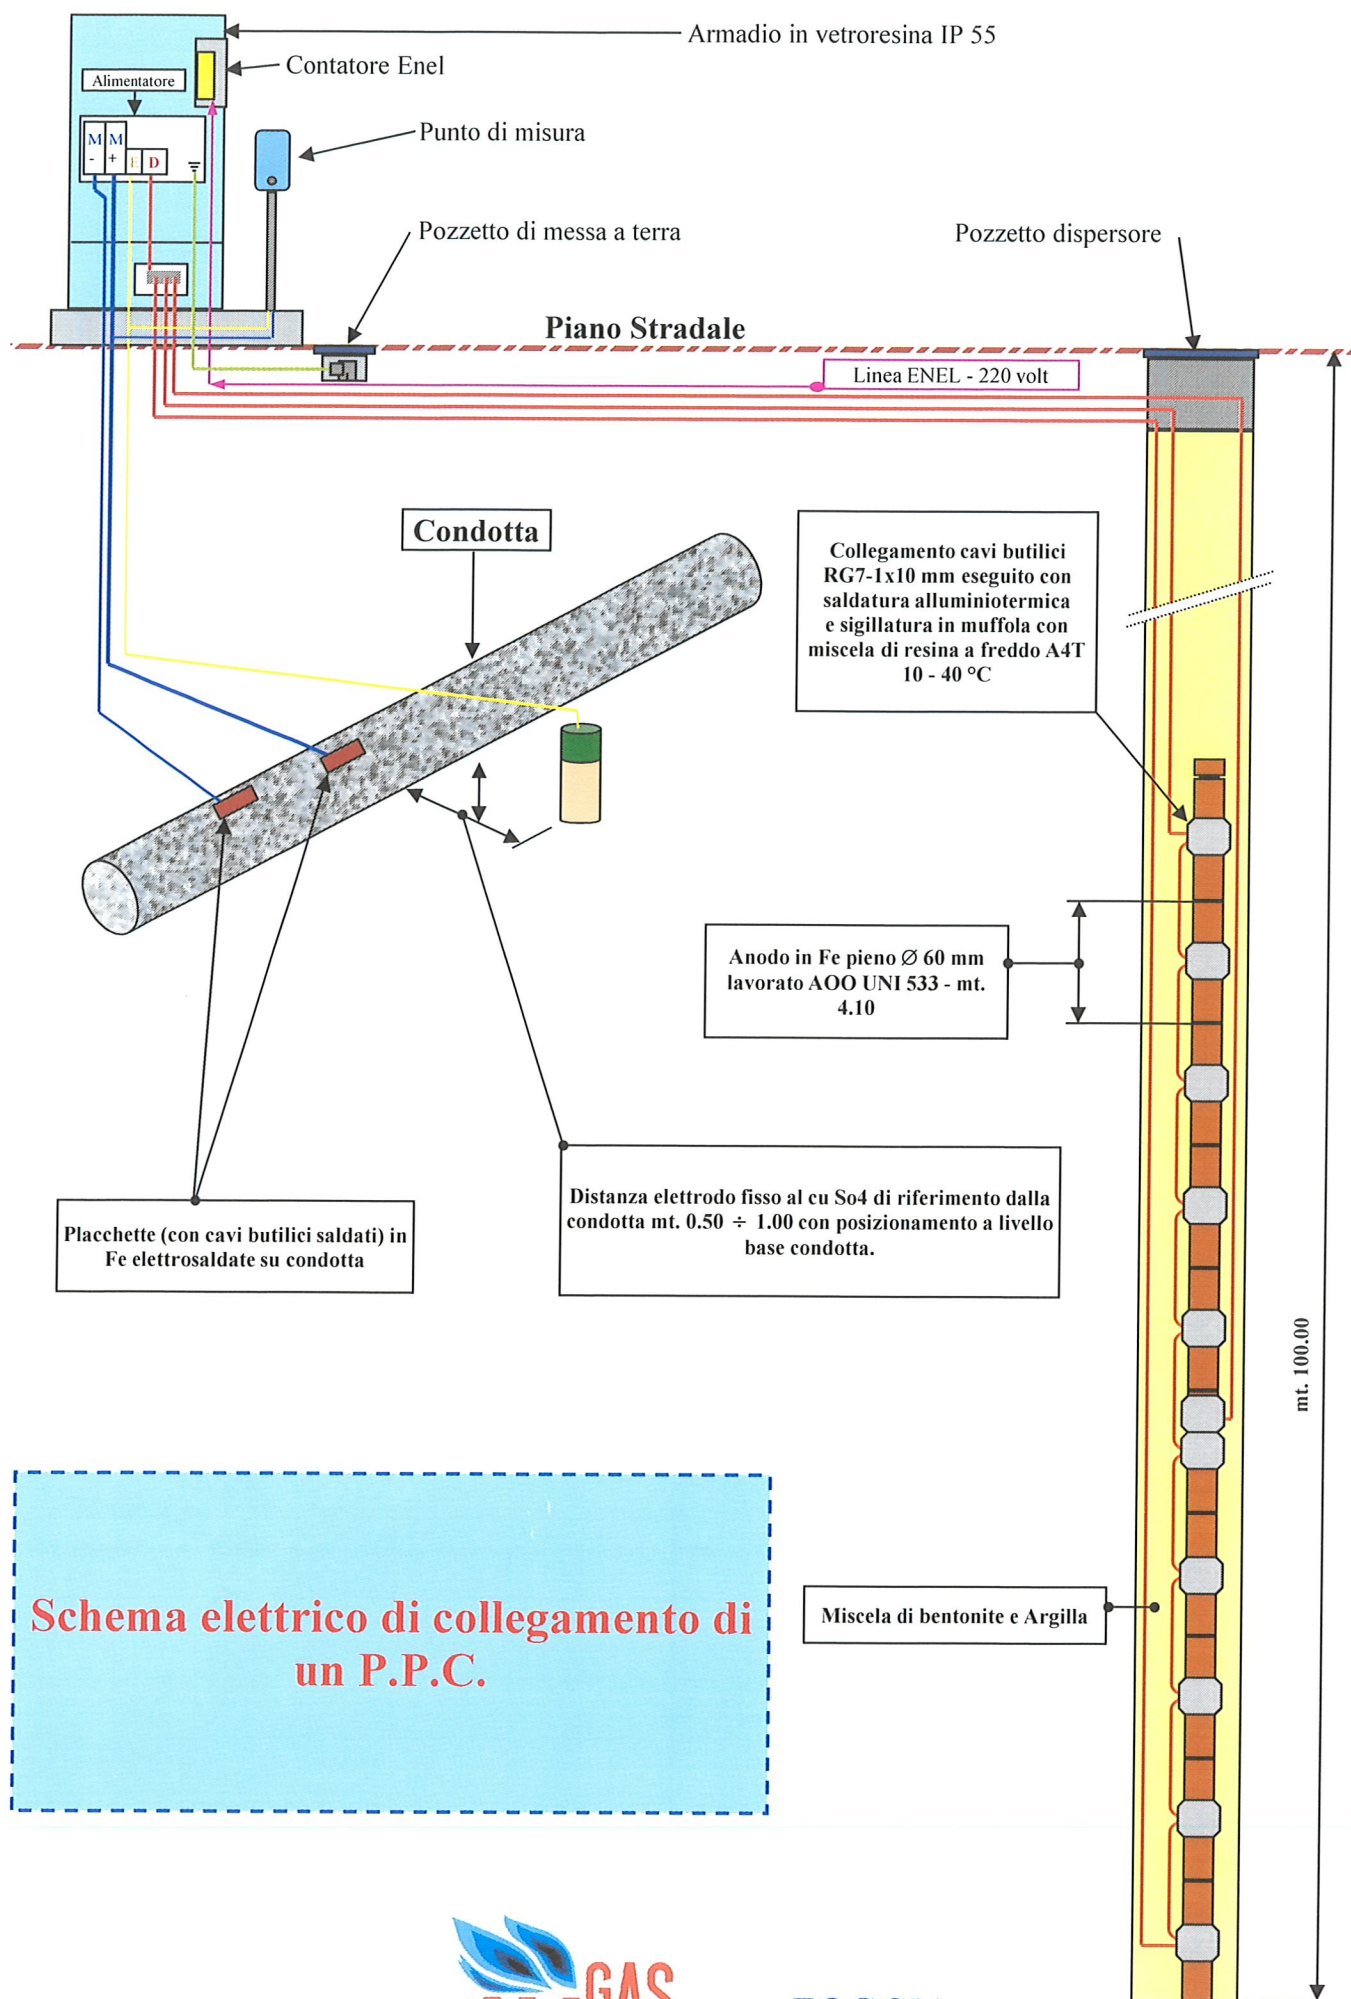 Armadio in vetroresina IP 55
Contatore Enel
Alimentatore
M
-
M
+
E
D
Punto di misura
Pozzetto di messa a terra
Pozzetto dispersore
Piano Stradale
Linea ENEL - 220 volt
Condotta
Collegamento cavi butilici
RG7-1x10 mm eseguito con
saldatura alluminiotermica
e sigillatura in muffola con
miscela di resina a freddo A4T
10 - 40 °C
Anodo in Fe pieno Ø 60 mm
lavorato AOO UNI 533 - mt.
4.10
Placchette (con cavi butilici saldati) in
Fe elettrosaldate su condotta
Distanza elettrodo fisso al cu So4 di riferimento dalla
condotta mt. 0.50 ÷ 1.00 con posizionamento a livello
base condotta.
mt. 100.00
Miscela di bentonite e Argilla
Schema elettrico di collegamento di
un P.P.C.
GAS